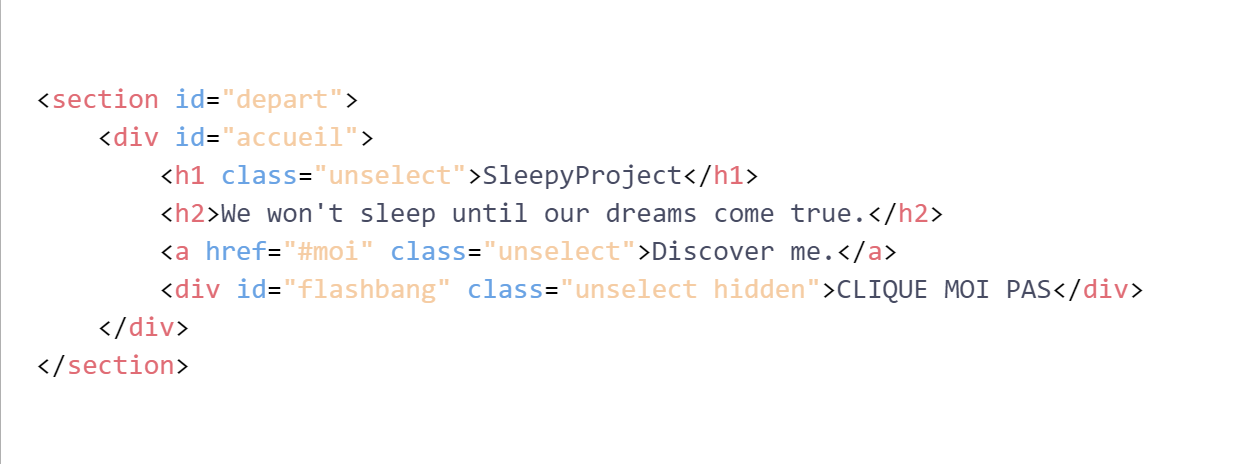 <section id="depart">
    <div id="accueil">
        <h1 class="unselect">SleepyProject</h1>
        <h2>We won't sleep until our dreams come true.</h2>
        <a href="#moi" class="unselect">Discover me.</a>
        <div id="flashbang" class="unselect hidden">CLIQUE MOI PAS</div>
    </div>
</section>